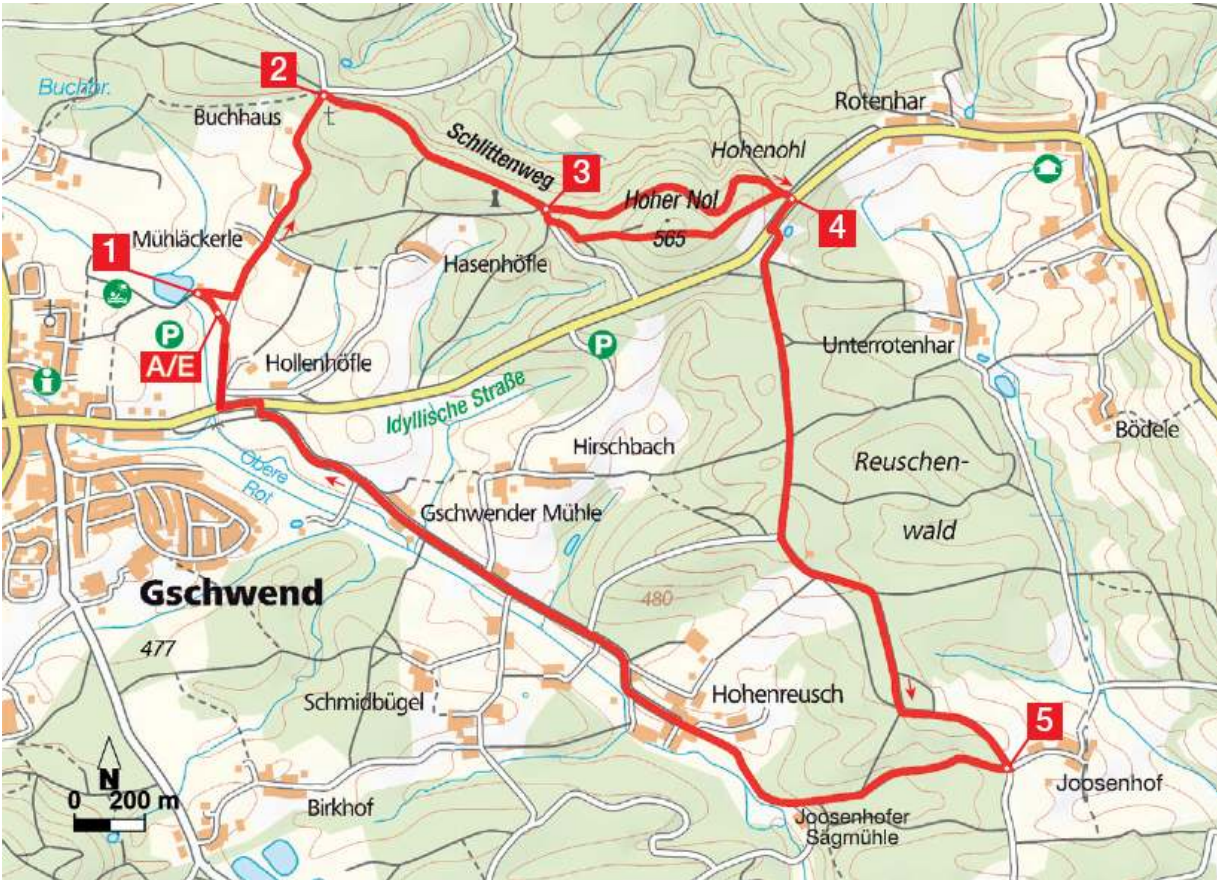 2
Buchbr.
Buchhaus
Rotenhar
Schlittenweg
Hohenohl
3
Hoher Nol
565
4
1
Mühläckerle
Hasenhöfle
P
A/E
Hollenhöfle
P
Unterrotenhar
i
Idyllische Straße
Bödele
Hirschbach
Obere
Rot
Reuschen-
wald
Gschwender Mühle
Gschwend
480
477
Schmidbügel
Hohenreusch
5
N
0 200 m
Birkhof
Joosenhof
Joosenhofer
Sägmühle